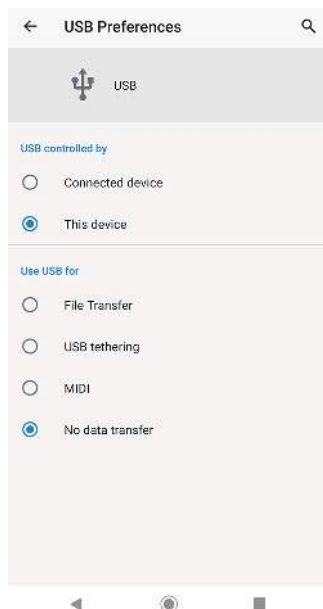 USB Preferences
USB
USB controlled by
Connected device
This device
Use USB for
File Transfer
USB tethering
MIDI
No data transfer